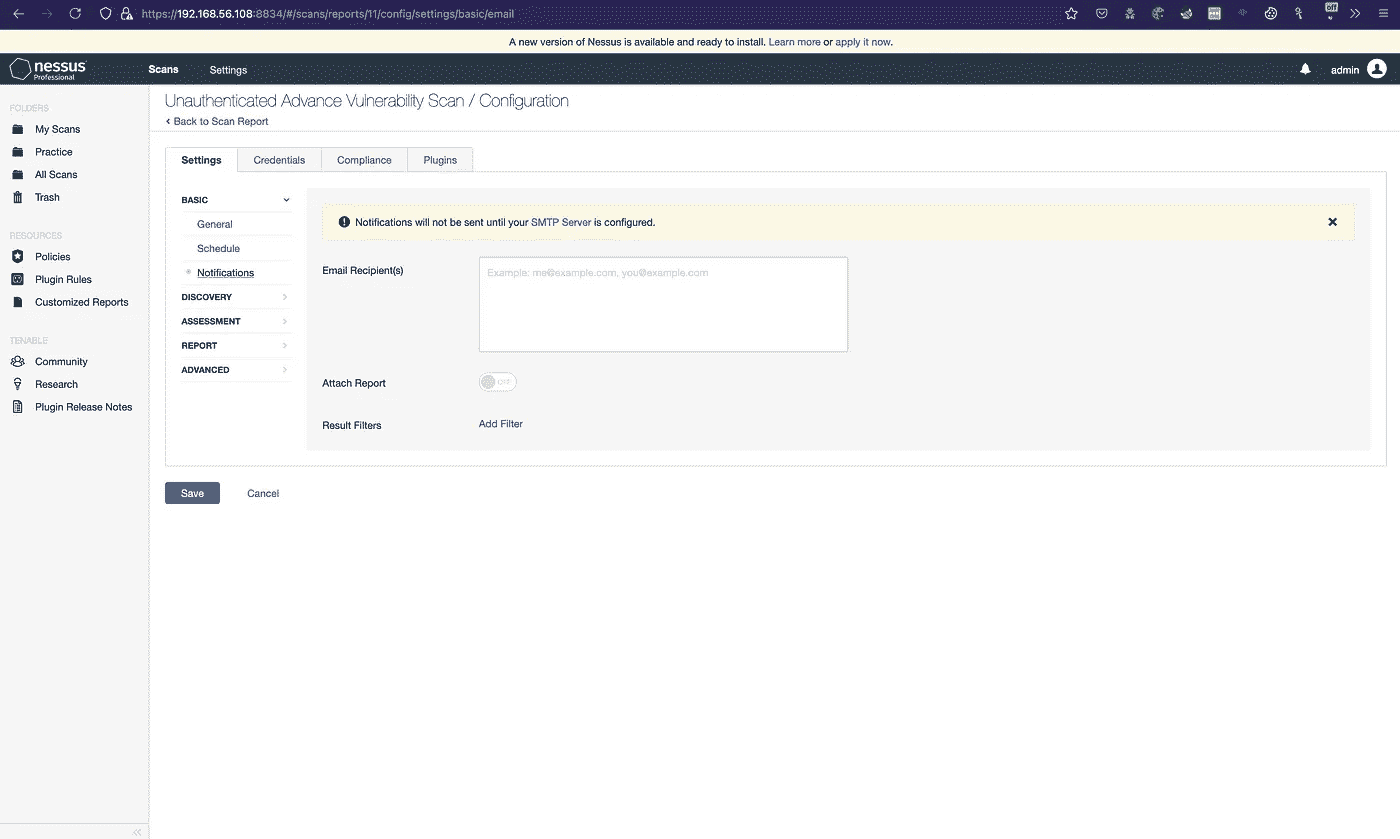 https://192.168.56.108:8834/#/scans/reports/11/config/settings/basic/email
off
A new version of Nessus is available and ready to install. Learn more or apply it now.
nessus
Professional
Scans
Settings
admin
FOLDERS
My Scans
Practice
All Scans
Trash
RESOURCES
Policies
Plugin Rules
Customized Reports
TENABLE
Community
Research
Plugin Release Notes
Unauthenticated Advance Vulnerability Scan / Configuration
Back to Scan Report
Settings
Credentials
Compliance
Plugins
BASIC
General
Schedule
Notifications
DISCOVERY
ASSESSMENT
REPORT
ADVANCED
Notifications will not be sent until your SMTP Server is configured.
Email Recipient(s)
Example: me@example.com, you@example.com
Attach Report
OFF
Result Filters
Add Filter
Save
Cancel